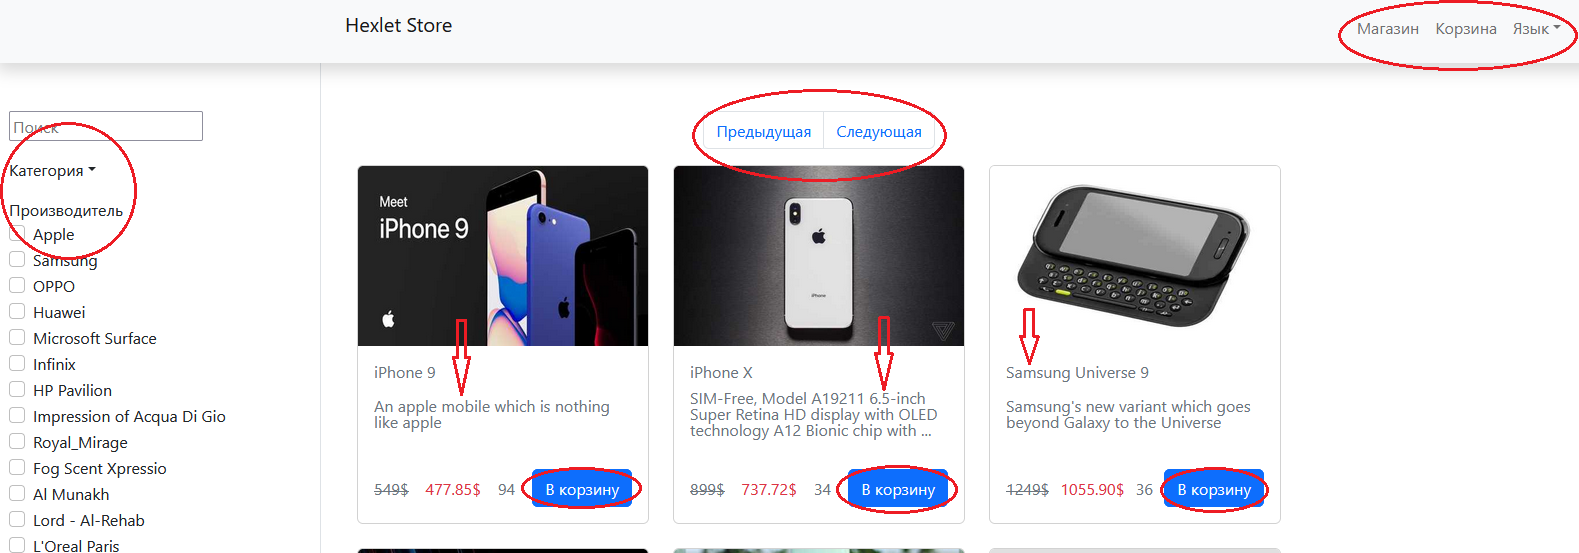 Hexlet Store
Магазин Корзина Язык
Поиск
Категория
Производитель
Apple
Samsung
OPPO
Huawei
Microsoft Surface
Infinix
HP Pavilion
Impression of Acqua Di Gio
Royal_Mirage
Fog Scent Xpressio
Al Munakh
Lord - Al-Rehab
L'Oreal Paris
Предыдущая Следующая
Meet
iPhone 9
iPhone 9
An apple mobile which is nothing
like apple
549$ 477.85$ 94 В корзину
iPhone
iPhone X
SIM-Free, Model A19211 6.5-inch
Super Retina HD display with OLED
technology A12 Bionic chip with ...
899$ 737.72$ 34 В корзину
Samsung Universe 9
Samsung's new variant which goes
beyond Galaxy to the Universe
1249$ 1055.90$ 36 В корзину